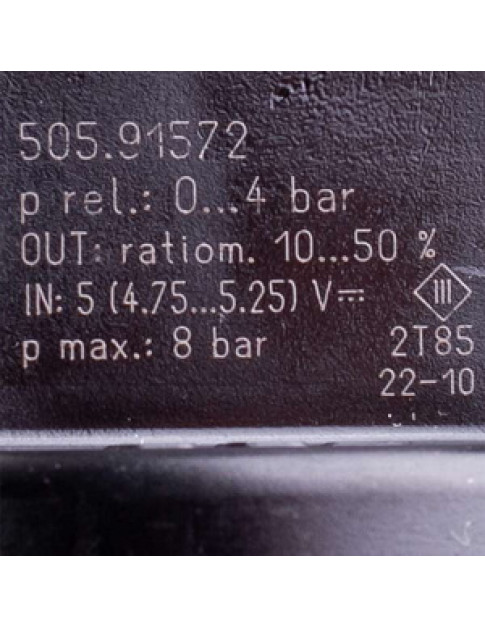 505.91572
p rel.: 0...4 bar
OUT: ratiom. 10...50 %
IN: 5 (4.75...5.25) V⎓
III
p max.: 8 bar
2T85
22-10